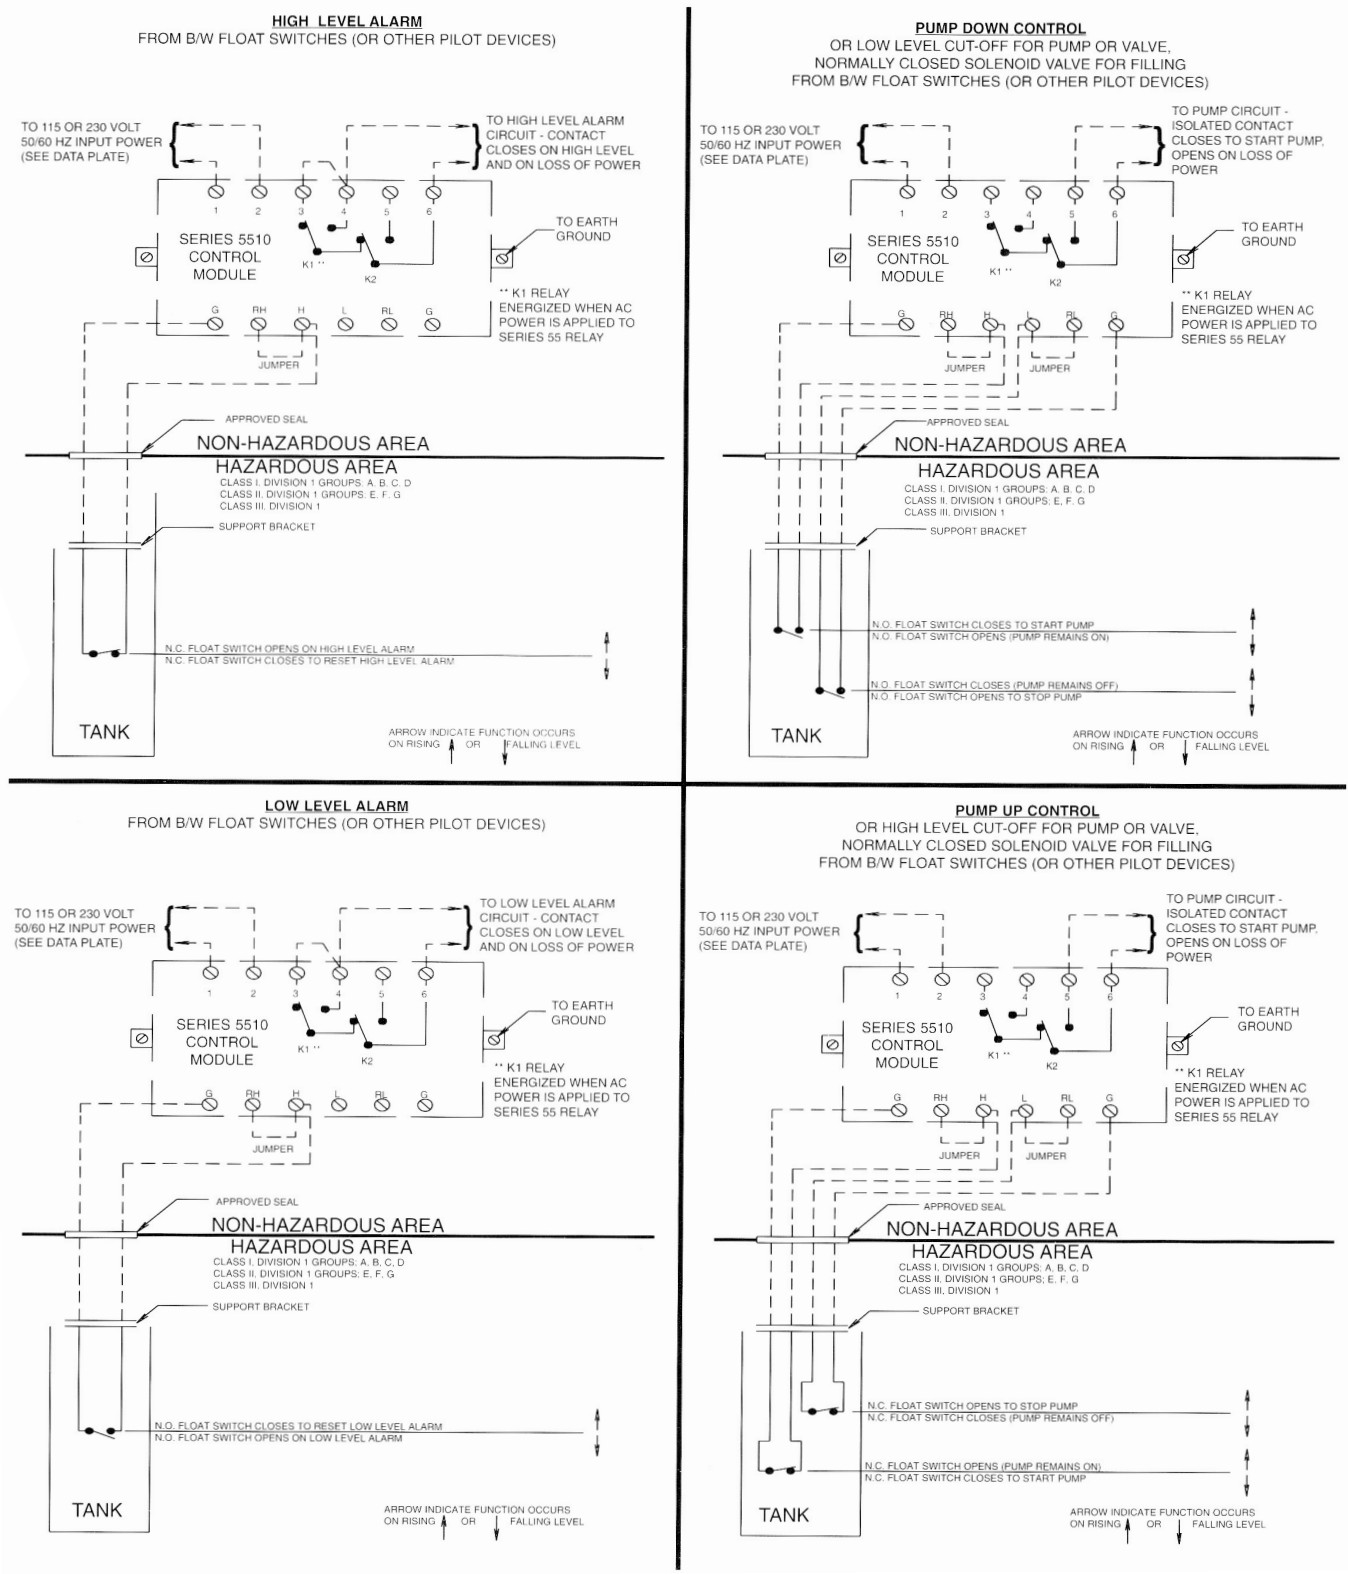 HIGH LEVEL ALARM
FROM B/W FLOAT SWITCHES (OR OTHER PILOT DEVICES)
TO 115 OR 230 VOLT
50/60 HZ INPUT POWER
(SEE DATA PLATE)
TO HIGH LEVEL ALARM
CIRCUIT - CONTACT
CLOSES ON HIGH LEVEL
AND ON LOSS OF POWER
1 2 3 4 5 6
SERIES 5510
CONTROL
MODULE
K1 **
K2
TO EARTH
GROUND
** K1 RELAY
ENERGIZED WHEN AC
POWER IS APPLIED TO
SERIES 55 RELAY
G RH H L RL G
JUMPER
APPROVED SEAL
NON-HAZARDOUS AREA
HAZARDOUS AREA
CLASS I, DIVISION 1 GROUPS: A, B, C, D
CLASS II, DIVISION 1 GROUPS: E, F, G
CLASS III, DIVISION 1
SUPPORT BRACKET
N.C. FLOAT SWITCH OPENS ON HIGH LEVEL ALARM
N.C. FLOAT SWITCH CLOSES TO RESET HIGH LEVEL ALARM
TANK
ARROW INDICATE FUNCTION OCCURS
ON RISING OR FALLING LEVEL
PUMP DOWN CONTROL
OR LOW LEVEL CUT-OFF FOR PUMP OR VALVE,
NORMALLY CLOSED SOLENOID VALVE FOR FILLING
FROM B/W FLOAT SWITCHES (OR OTHER PILOT DEVICES)
TO 115 OR 230 VOLT
50/60 HZ INPUT POWER
(SEE DATA PLATE)
TO PUMP CIRCUIT -
ISOLATED CONTACT
CLOSES TO START PUMP,
OPENS ON LOSS OF
POWER
1 2 3 4 5 6
SERIES 5510
CONTROL
MODULE
K1 **
K2
TO EARTH
GROUND
** K1 RELAY
ENERGIZED WHEN AC
POWER IS APPLIED TO
SERIES 55 RELAY
G RH H L RL G
JUMPER JUMPER
APPROVED SEAL
NON-HAZARDOUS AREA
HAZARDOUS AREA
CLASS I, DIVISION 1 GROUPS: A, B, C, D
CLASS II, DIVISION 1 GROUPS: E, F, G
CLASS III, DIVISION 1
SUPPORT BRACKET
N.O. FLOAT SWITCH CLOSES TO START PUMP
N.O. FLOAT SWITCH OPENS (PUMP REMAINS ON)
N.O. FLOAT SWITCH CLOSES (PUMP REMAINS OFF)
N.O. FLOAT SWITCH OPENS TO STOP PUMP
TANK
ARROW INDICATE FUNCTION OCCURS
ON RISING OR FALLING LEVEL
LOW LEVEL ALARM
FROM B/W FLOAT SWITCHES (OR OTHER PILOT DEVICES)
TO 115 OR 230 VOLT
50/60 HZ INPUT POWER
(SEE DATA PLATE)
TO LOW LEVEL ALARM
CIRCUIT - CONTACT
CLOSES ON LOW LEVEL
AND ON LOSS OF POWER
1 2 3 4 5 6
SERIES 5510
CONTROL
MODULE
K1 **
K2
TO EARTH
GROUND
** K1 RELAY
ENERGIZED WHEN AC
POWER IS APPLIED TO
SERIES 55 RELAY
G RH H L RL G
JUMPER
APPROVED SEAL
NON-HAZARDOUS AREA
HAZARDOUS AREA
CLASS I, DIVISION 1 GROUPS: A, B, C, D
CLASS II, DIVISION 1 GROUPS: E, F, G
CLASS III, DIVISION 1
SUPPORT BRACKET
N.O. FLOAT SWITCH CLOSES TO RESET LOW LEVEL ALARM
N.O. FLOAT SWITCH OPENS ON LOW LEVEL ALARM
TANK
ARROW INDICATE FUNCTION OCCURS
ON RISING OR FALLING LEVEL
PUMP UP CONTROL
OR HIGH LEVEL CUT-OFF FOR PUMP OR VALVE,
NORMALLY CLOSED SOLENOID VALVE FOR FILLING
FROM B/W FLOAT SWITCHES (OR OTHER PILOT DEVICES)
TO 115 OR 230 VOLT
50/60 HZ INPUT POWER
(SEE DATA PLATE)
TO PUMP CIRCUIT -
ISOLATED CONTACT
CLOSES TO START PUMP,
OPENS ON LOSS OF
POWER
1 2 3 4 5 6
SERIES 5510
CONTROL
MODULE
K1 **
K2
TO EARTH
GROUND
** K1 RELAY
ENERGIZED WHEN AC
POWER IS APPLIED TO
SERIES 55 RELAY
G RH H L RL G
JUMPER JUMPER
APPROVED SEAL
NON-HAZARDOUS AREA
HAZARDOUS AREA
CLASS I, DIVISION 1 GROUPS: A, B, C, D
CLASS II, DIVISION 1 GROUPS; E, F, G
CLASS III, DIVISION 1
SUPPORT BRACKET
N.C. FLOAT SWITCH OPENS TO STOP PUMP
N.C. FLOAT SWITCH CLOSES (PUMP REMAINS OFF)
N.C. FLOAT SWITCH OPENS (PUMP REMAINS ON)
N.C. FLOAT SWITCH CLOSES TO START PUMP
TANK
ARROW INDICATE FUNCTION OCCURS
ON RISING OR FALLING LEVEL